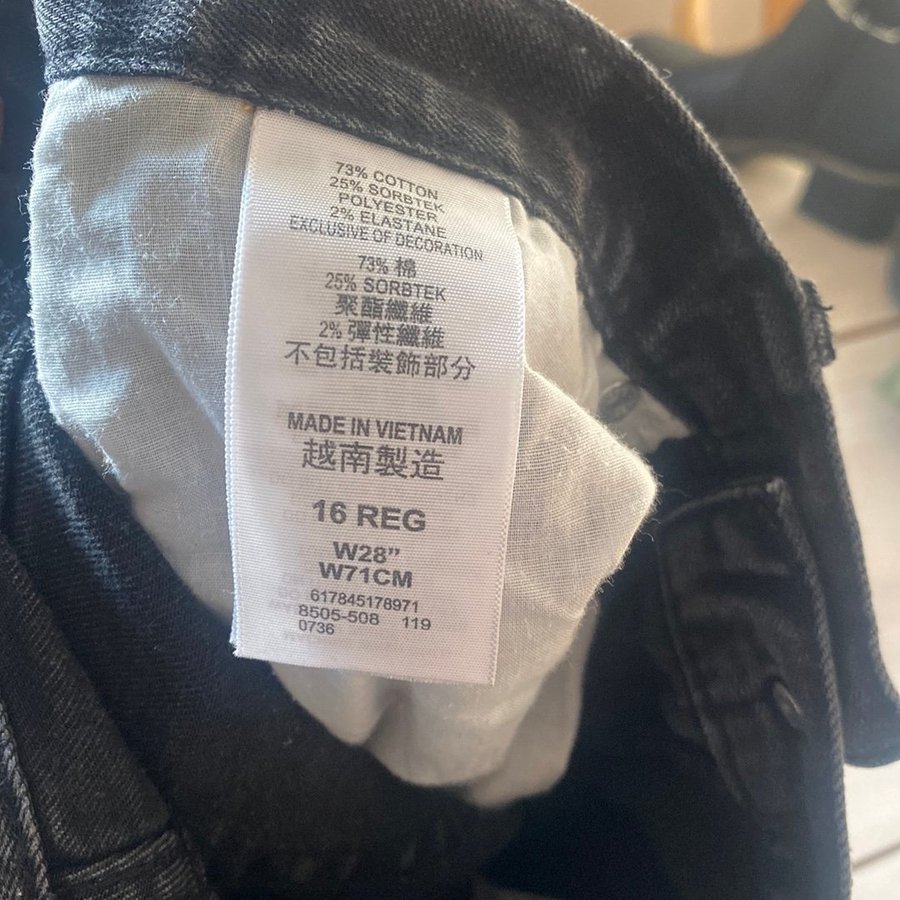 73% COTTON
25% SORBTEK
POLYESTER
2% ELASTANE
EXCLUSIVE OF DECORATION
73% 棉
25% SORBTEK
聚酯纖維
2% 彈性纖維
不包括裝飾部分
MADE IN VIETNAM
越南製造
16 REG
W28”
W71CM
617845178971
8505-508 119
0736